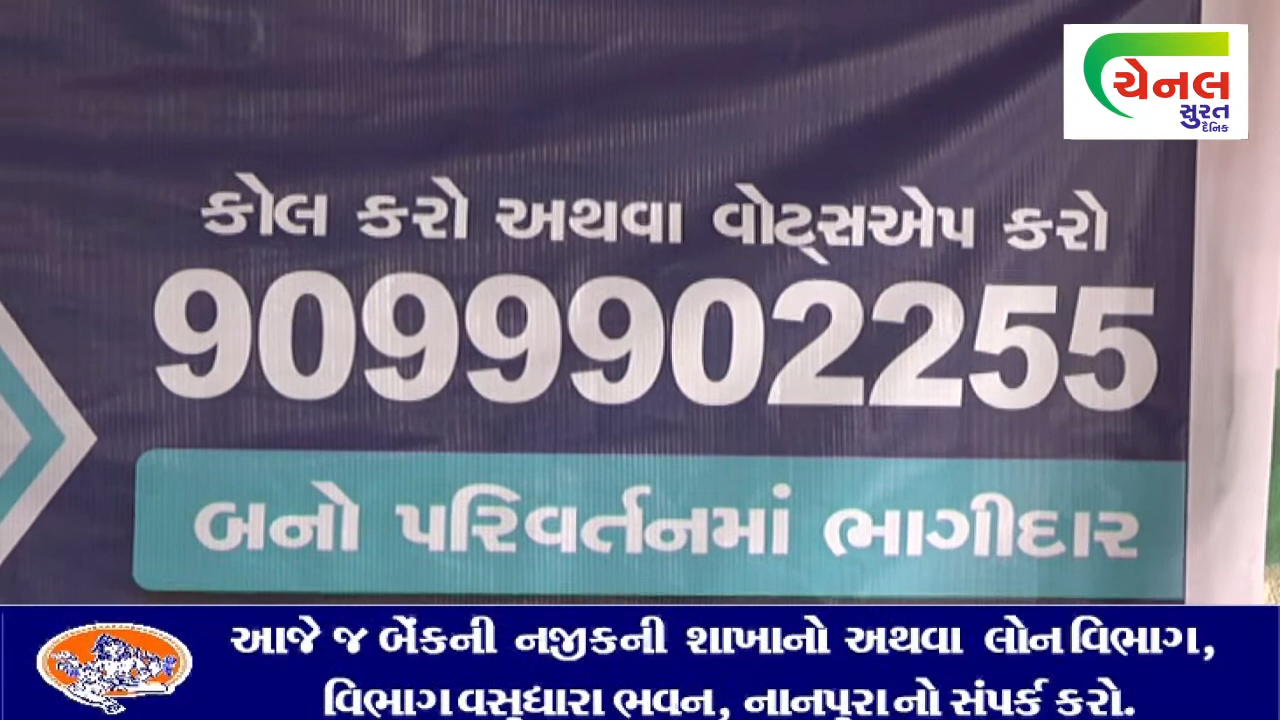 ચેનલ
સુરત
દૈનિક
કોલ કરો અથવા વોટ્સએપ કરો
9099902255
બનો પરિવર્તનમાં ભાગીદાર
આજે જ બેંકની નજીકની શાખાનો અથવા લોન વિભાગ,
વિભાગ વસુધારા ભવન, નાનપુરા નો સંપર્ક કરો.